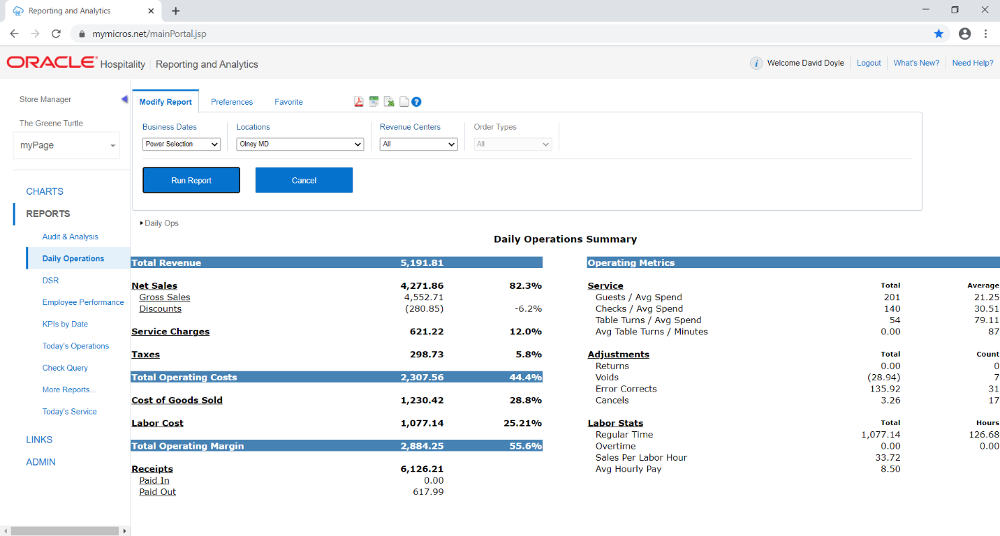 Reporting and Analytics
mymicros.net/mainPortal.jsp
ORACLE Hospitality Reporting and Analytics
Welcome David Doyle Logout What's New? Need Help?
Store Manager
The Greene Turtle
myPage
CHARTS
REPORTS
Audit & Analysis
Daily Operations
DSR
Employee Performance
KPIs by Date
Today's Operations
Check Query
More Reports...
Today's Service
LINKS
ADMIN
Modify Report Preferences Favorite
Business Dates Locations Revenue Centers Order Types
Power Selection Olney MD All All
Run Report Cancel
Daily Ops
Daily Operations Summary
Total Revenue 5,191.81
Net Sales 4,271.86 82.3%
Gross Sales 4,552.71
Discounts (280.85) -6.2%
Service Charges 621.22 12.0%
Taxes 298.73 5.8%
Total Operating Costs 2,307.56 44.4%
Cost of Goods Sold 1,230.42 28.8%
Labor Cost 1,077.14 25.21%
Total Operating Margin 2,884.25 55.6%
Receipts 6,126.21
Paid In 0.00
Paid Out 617.99
Operating Metrics
Service Total Average
Guests / Avg Spend 201 21.25
Checks / Avg Spend 140 30.51
Table Turns / Avg Spend 54 79.11
Avg Table Turns / Minutes 0.00 87
Adjustments Total Count
Returns 0.00 0
Voids (28.94) 7
Error Corrects 135.92 31
Cancels 3.26 17
Labor Stats Total Hours
Regular Time 1,077.14 126.68
Overtime 0.00 0.00
Sales Per Labor Hour 33.72
Avg Hourly Pay 8.50